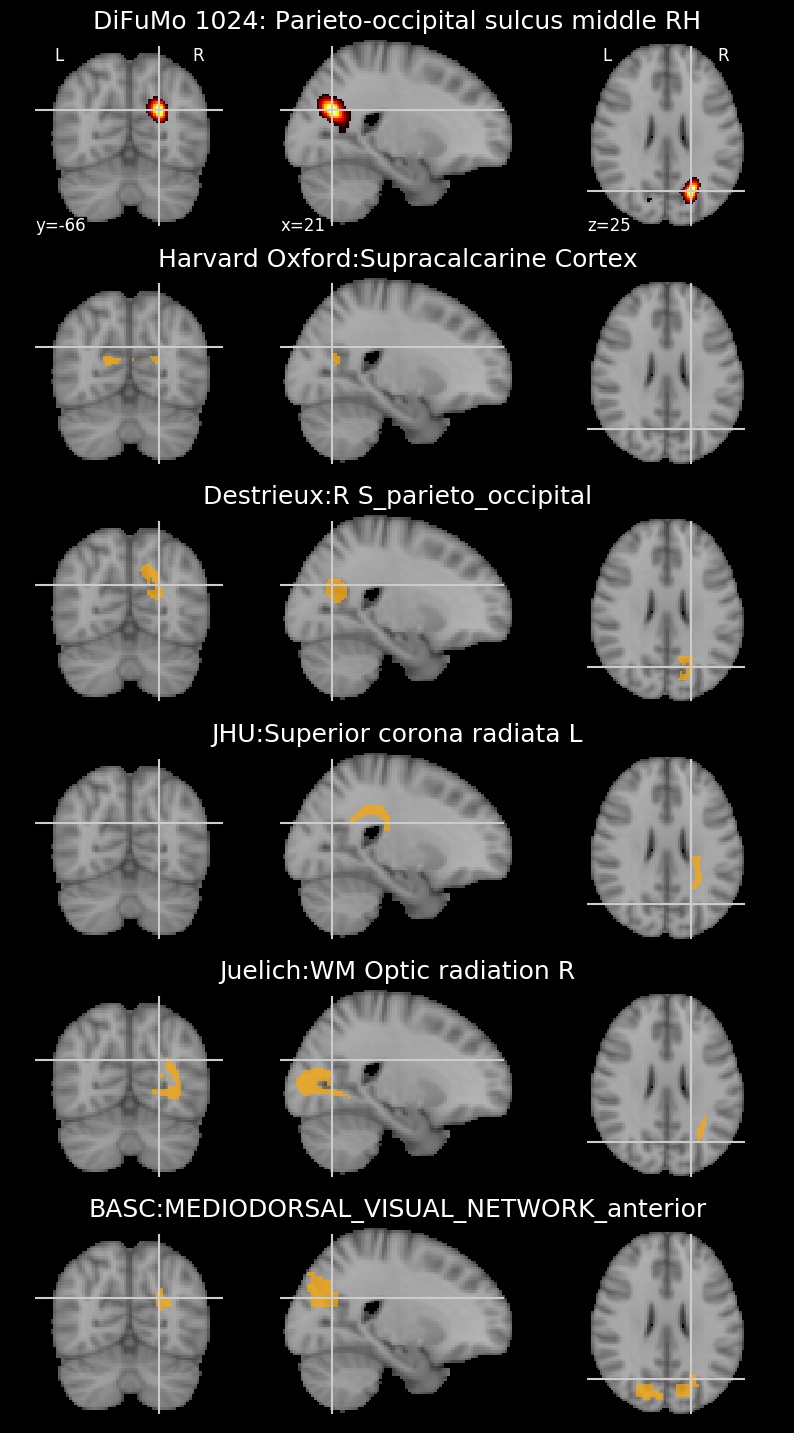 DiFuMo 1024: Parieto-occipital sulcus middle RH
L R L R
y=-66 x=21 z=25
Harvard Oxford:Supracalcarine Cortex
Destrieux:R S_parieto_occipital
JHU:Superior corona radiata L
Juelich:WM Optic radiation R
BASC:MEDIODORSAL_VISUAL_NETWORK_anterior